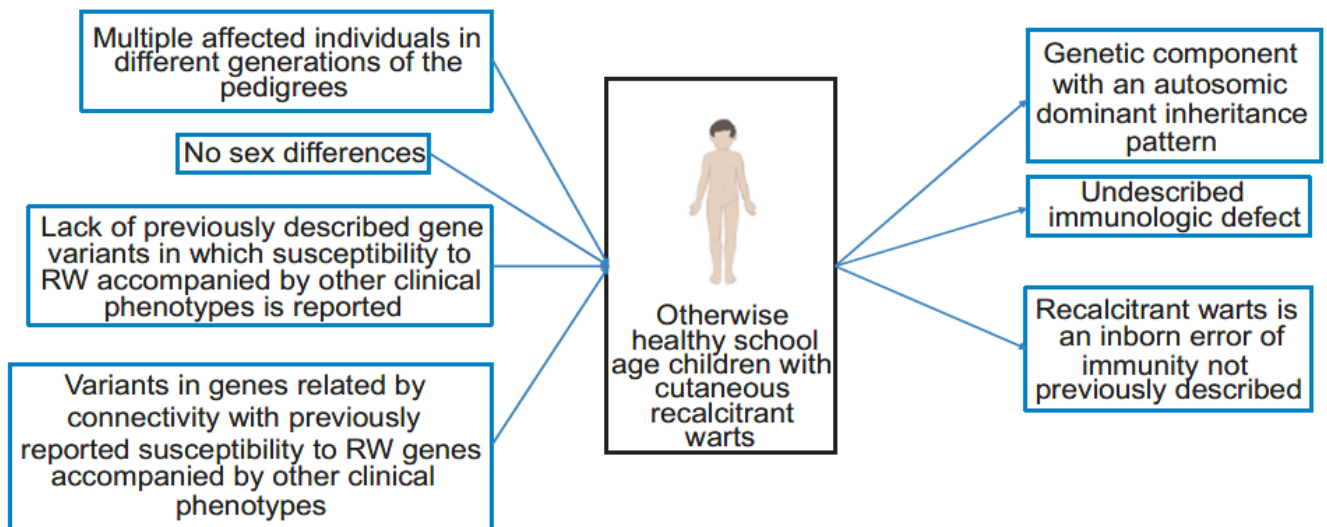 Multiple affected individuals in
different generations of the
pedigrees
No sex differences
Lack of previously described gene
variants in which susceptibility to
RW accompanied by other clinical
phenotypes is reported
Variants in genes related by
connectivity with previously
reported susceptibility to RW genes
accompanied by other clinical
phenotypes
Otherwise
healthy school
age children with
cutaneous
recalcitrant
warts
Genetic component
with an autosomic
dominant inheritance
pattern
Undescribed
immunologic defect
Recalcitrant warts is
an inborn error of
immunity not
previously described